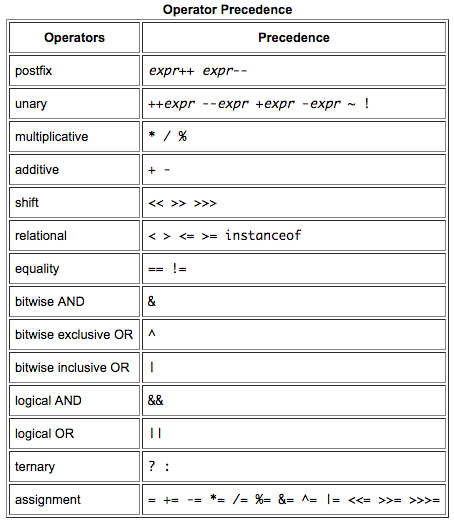 Operator Precedence
Operators Precedence
postfix expr++ expr--
unary ++expr --expr +expr -expr ~ !
multiplicative * / %
additive + -
shift << >> >>>
relational < > <= >= instanceof
equality == !=
bitwise AND &
bitwise exclusive OR ^
bitwise inclusive OR |
logical AND &&
logical OR ||
ternary ? :
assignment = += -= *= /= %= &= ^= |= <<= >>= >>>=